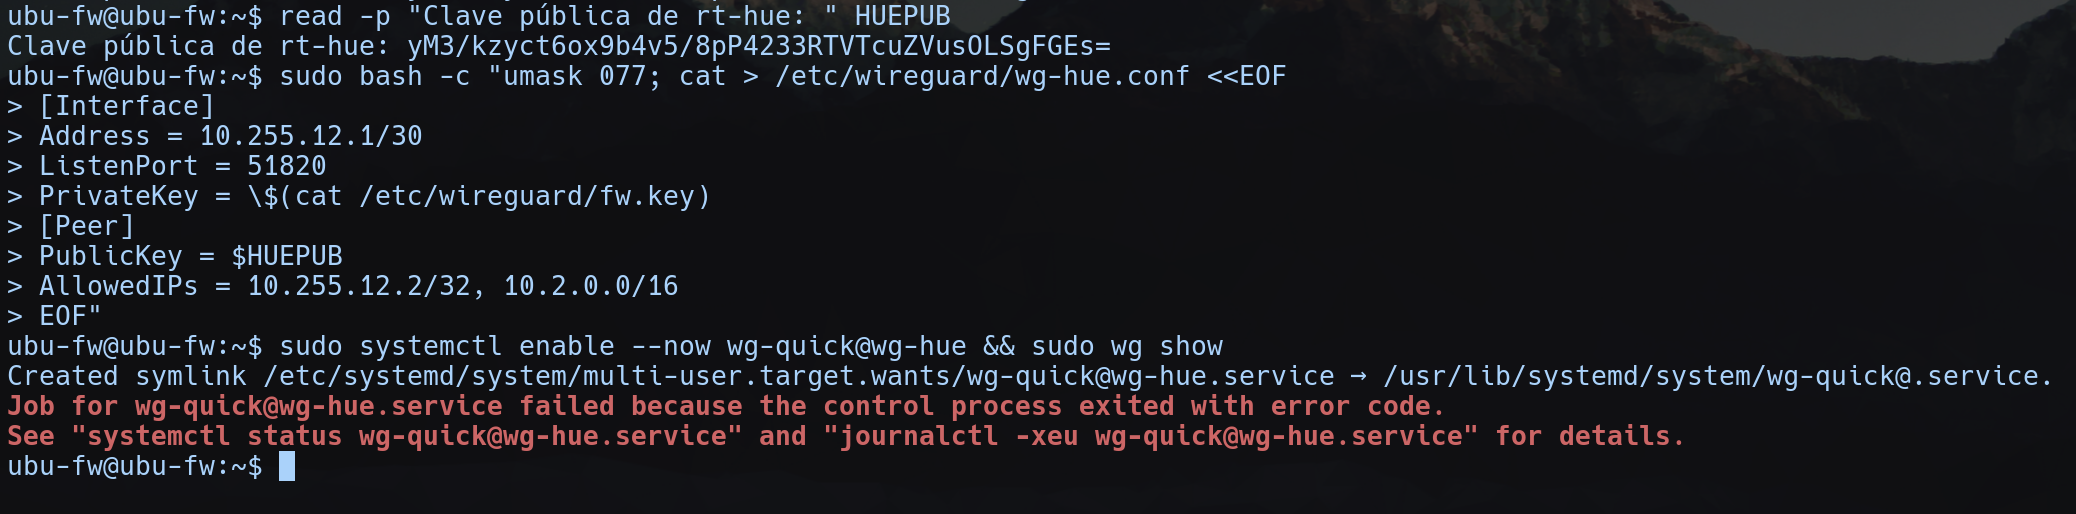 ubu-fw@ubu-fw:~$ read -p "Clave pública de rt-hue: " HUEPUB
Clave pública de rt-hue: yM3/kzyct6ox9b4v5/8pP4233RTVTcuZVusOLSgFGEs=
ubu-fw@ubu-fw:~$ sudo bash -c "umask 077; cat > /etc/wireguard/wg-hue.conf <<EOF
> [Interface]
> Address = 10.255.12.1/30
> ListenPort = 51820
> PrivateKey = \$(cat /etc/wireguard/fw.key)
> [Peer]
> PublicKey = $HUEPUB
> AllowedIPs = 10.255.12.2/32, 10.2.0.0/16
> EOF"
ubu-fw@ubu-fw:~$ sudo systemctl enable --now wg-quick@wg-hue && sudo wg show
Created symlink /etc/systemd/system/multi-user.target.wants/wg-quick@wg-hue.service → /usr/lib/systemd/system/wg-quick@.service.
Job for wg-quick@wg-hue.service failed because the control process exited with error code.
See "systemctl status wg-quick@wg-hue.service" and "journalctl -xeu wg-quick@wg-hue.service" for details.
ubu-fw@ubu-fw:~$